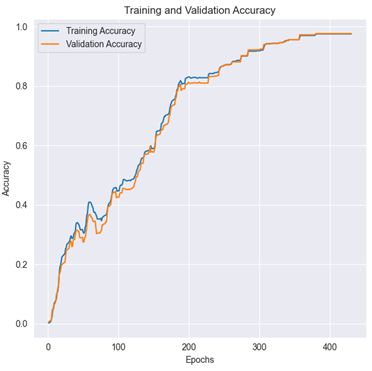 Training and Validation Accuracy
Training Accuracy
Validation Accuracy
1.0
0.8
0.6
0.4
0.2
0.0
Accuracy
0 100 200 300 400
Epochs